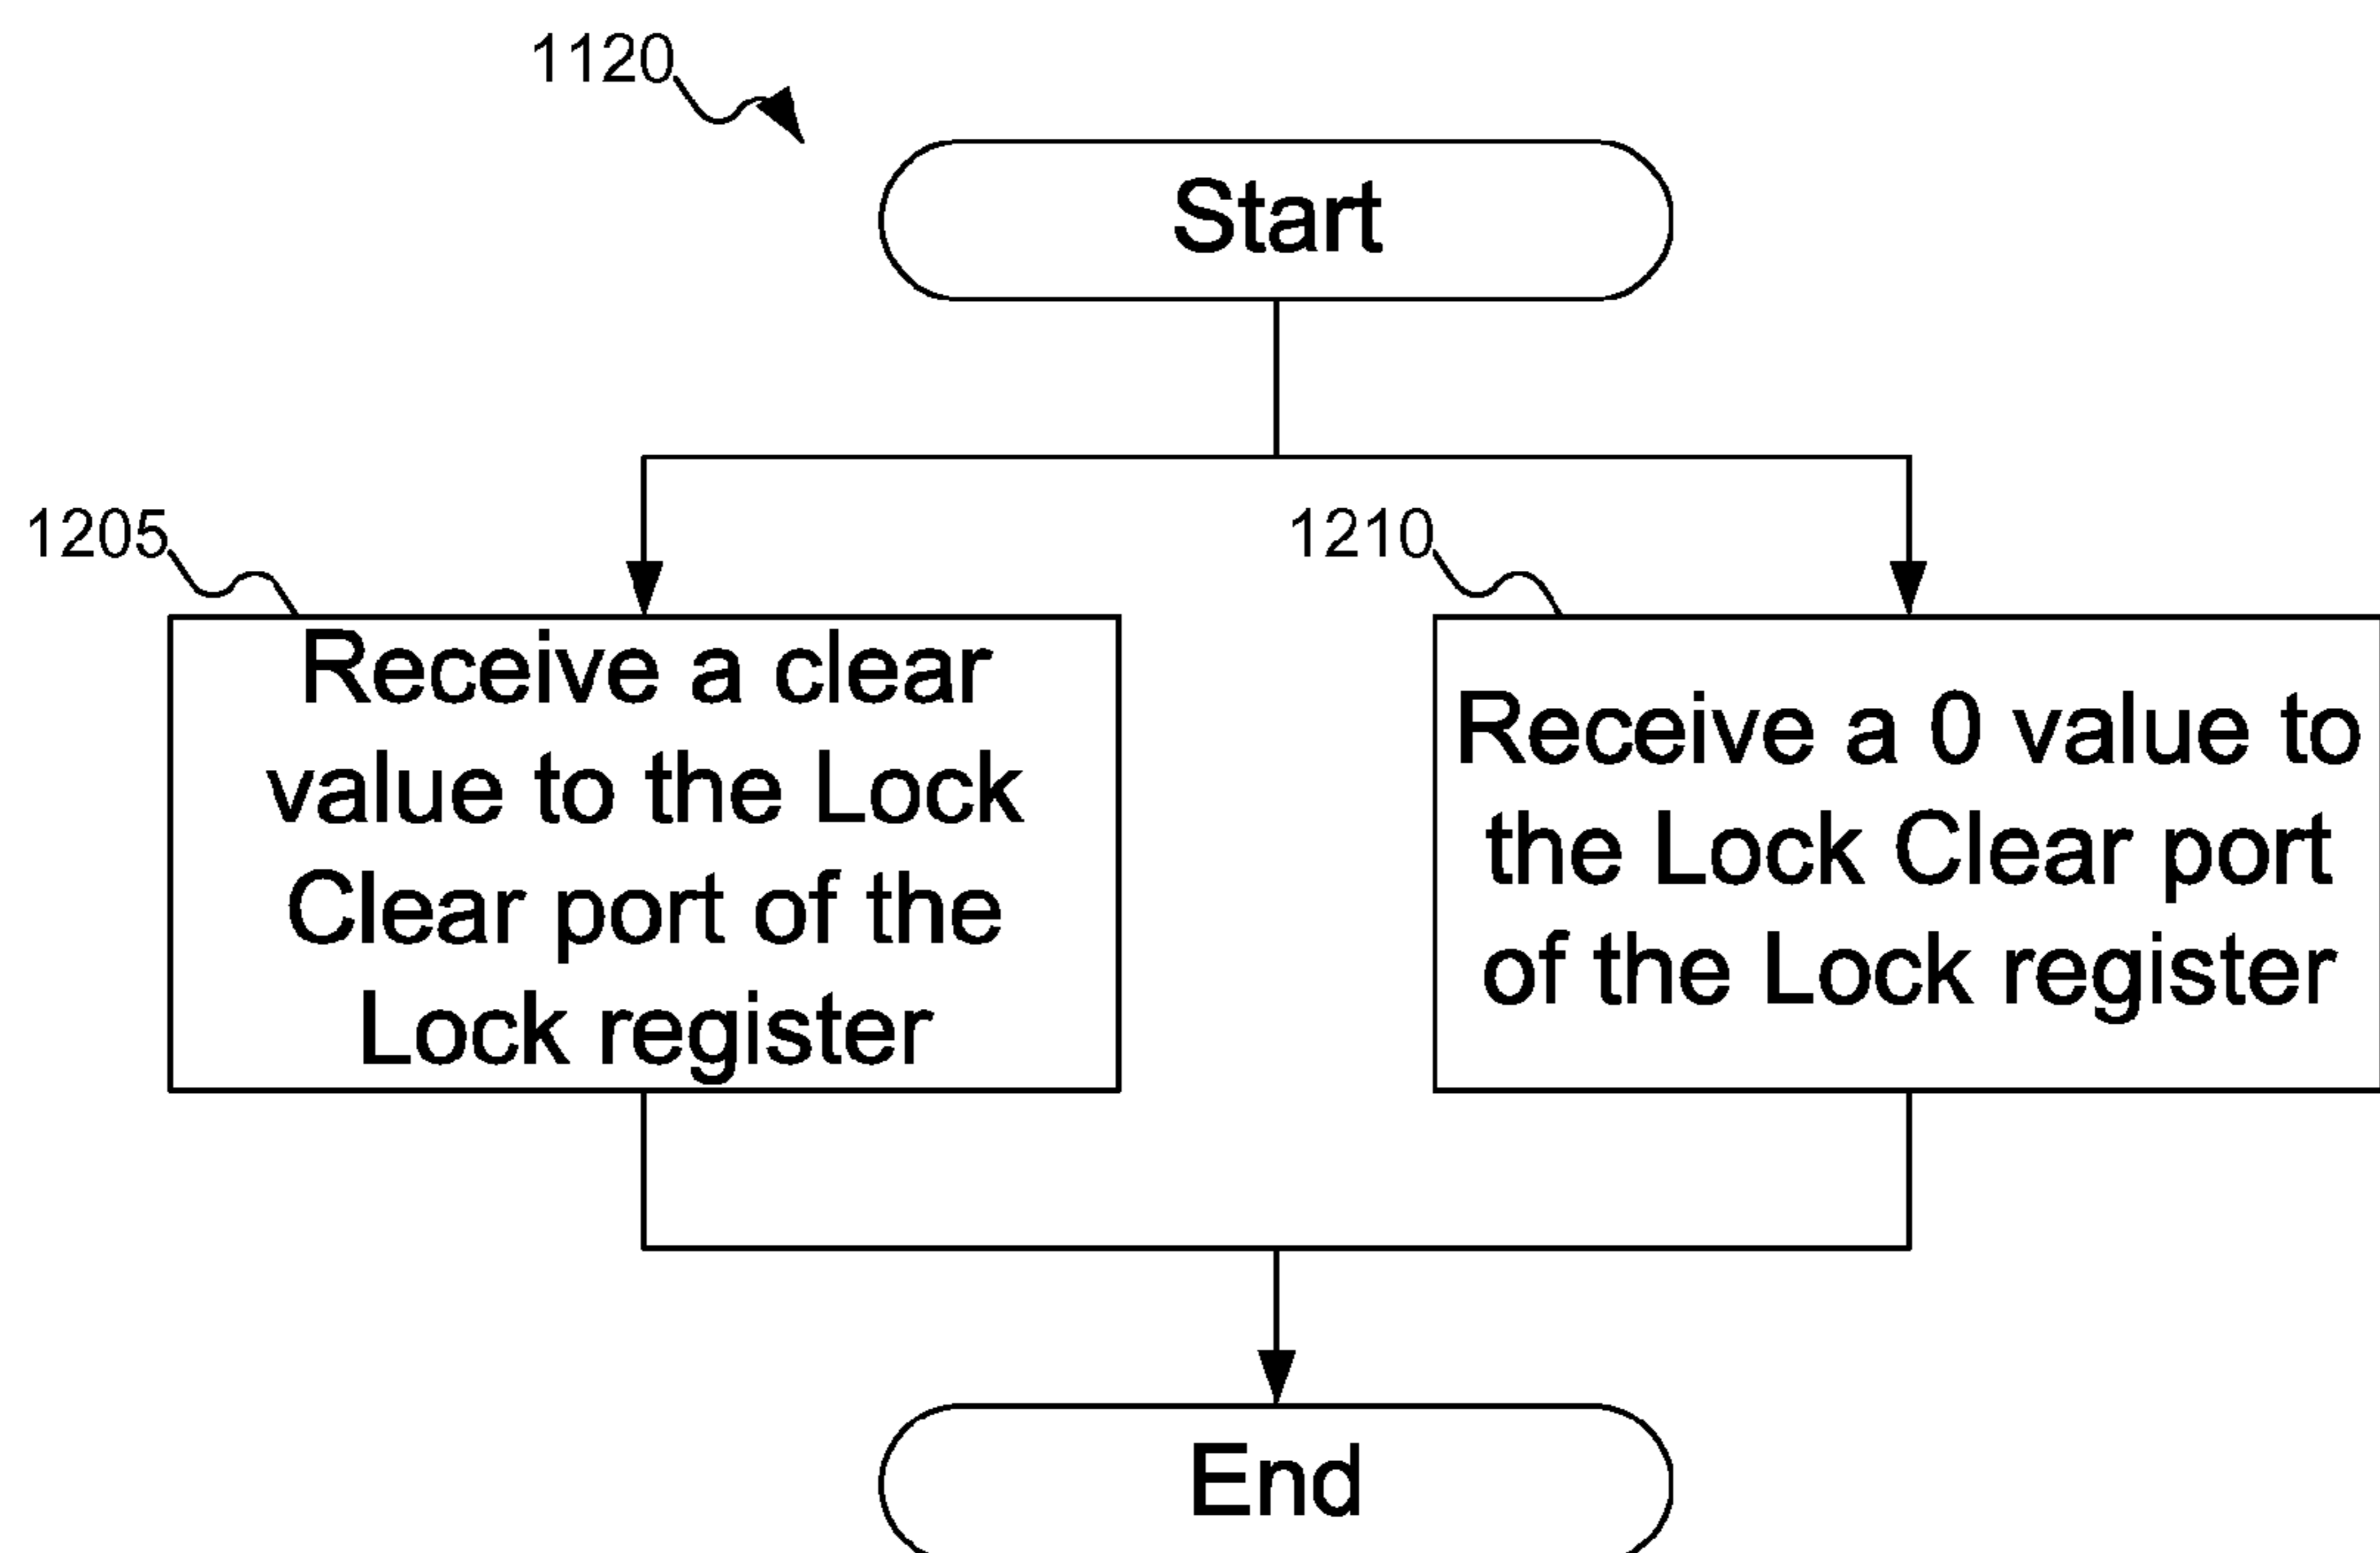 1120
Start
1205
Receive a clear
value to the Lock
Clear port of the
Lock register
1210
Receive a 0 value to
the Lock Clear port
of the Lock register
End